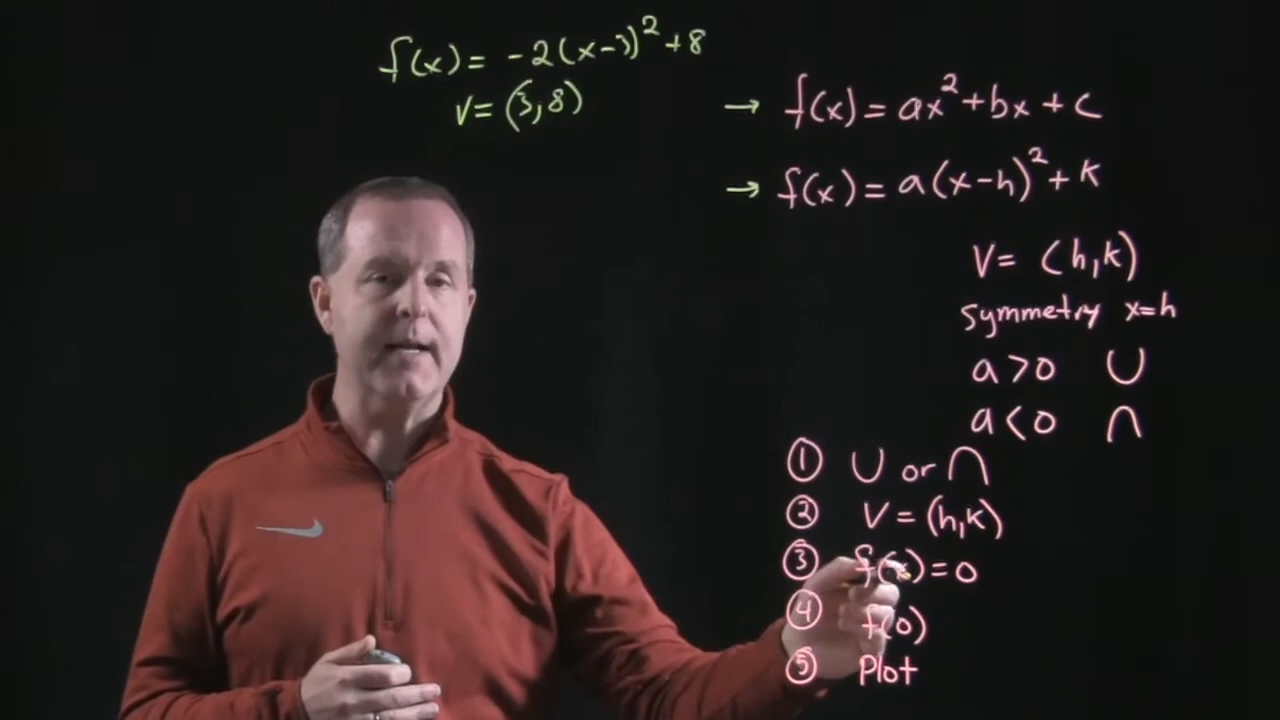 f(x) = -2(x-3)²+8
V = (3,8)
→ f(x) = ax²+bx+c
→ f(x) = a(x-h)²+k
V = (h,k)
symmetry x=h
a>0 ∪
a<0 ∩
① ∪ or ∩
② V = (h,k)
③ f(x)=0
④ f(0)
⑤ Plot